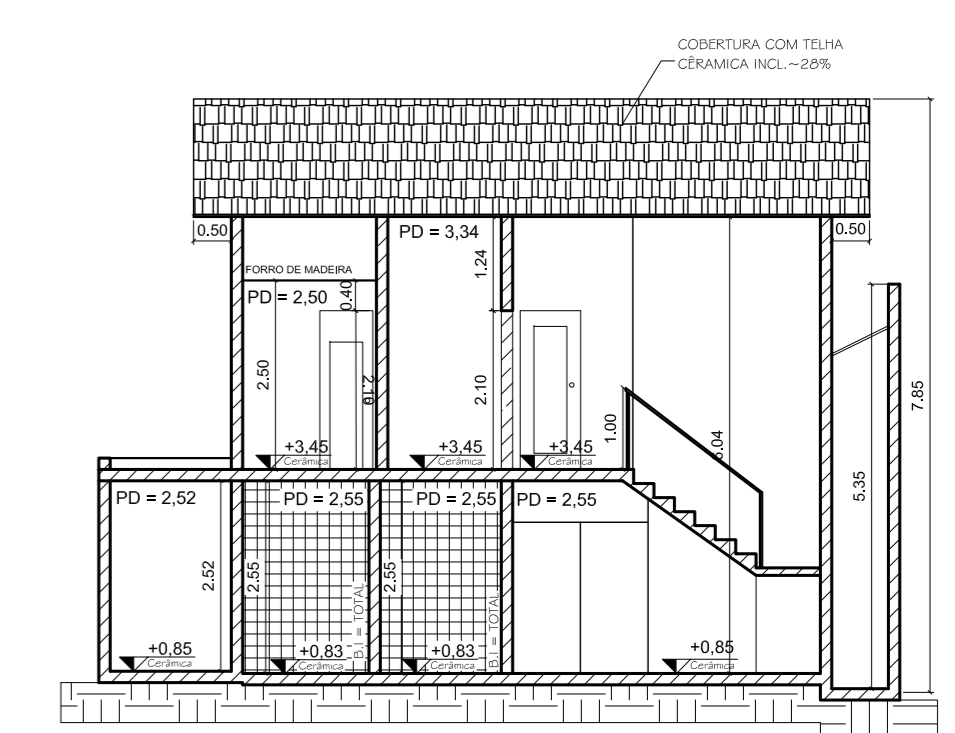 COBERTURA COM TELHA
CÊRAMICA INCL.~28%
0.50
PD = 3,34
0.50
1.24
FORRO DE MADEIRA
PD = 2,50
0.40
2.50
2.10
2.10
7.85
1.00
3.04
+3,45
Cerâmica
+3,45
Cerâmica
+3,45
Cerâmica
5.35
PD = 2,52
PD = 2,55
PD = 2,55
PD = 2,55
2.52
2.55
2.55
B.I = TOTAL
B.I = TOTAL
+0,85
Cerâmica
+0,83
Cerâmica
+0,83
Cerâmica
+0,85
Cerâmica